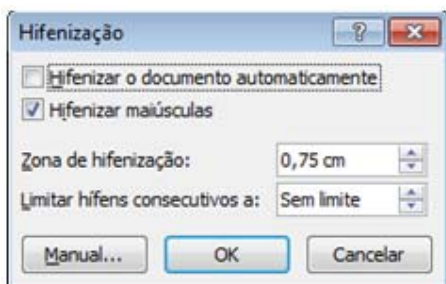 Hifenização
Hifenizar o documento automaticamente
Hifenizar maiúsculas
Zona de hifenização: 0,75 cm
Limitar hífens consecutivos a: Sem limite
Manual... OK Cancelar